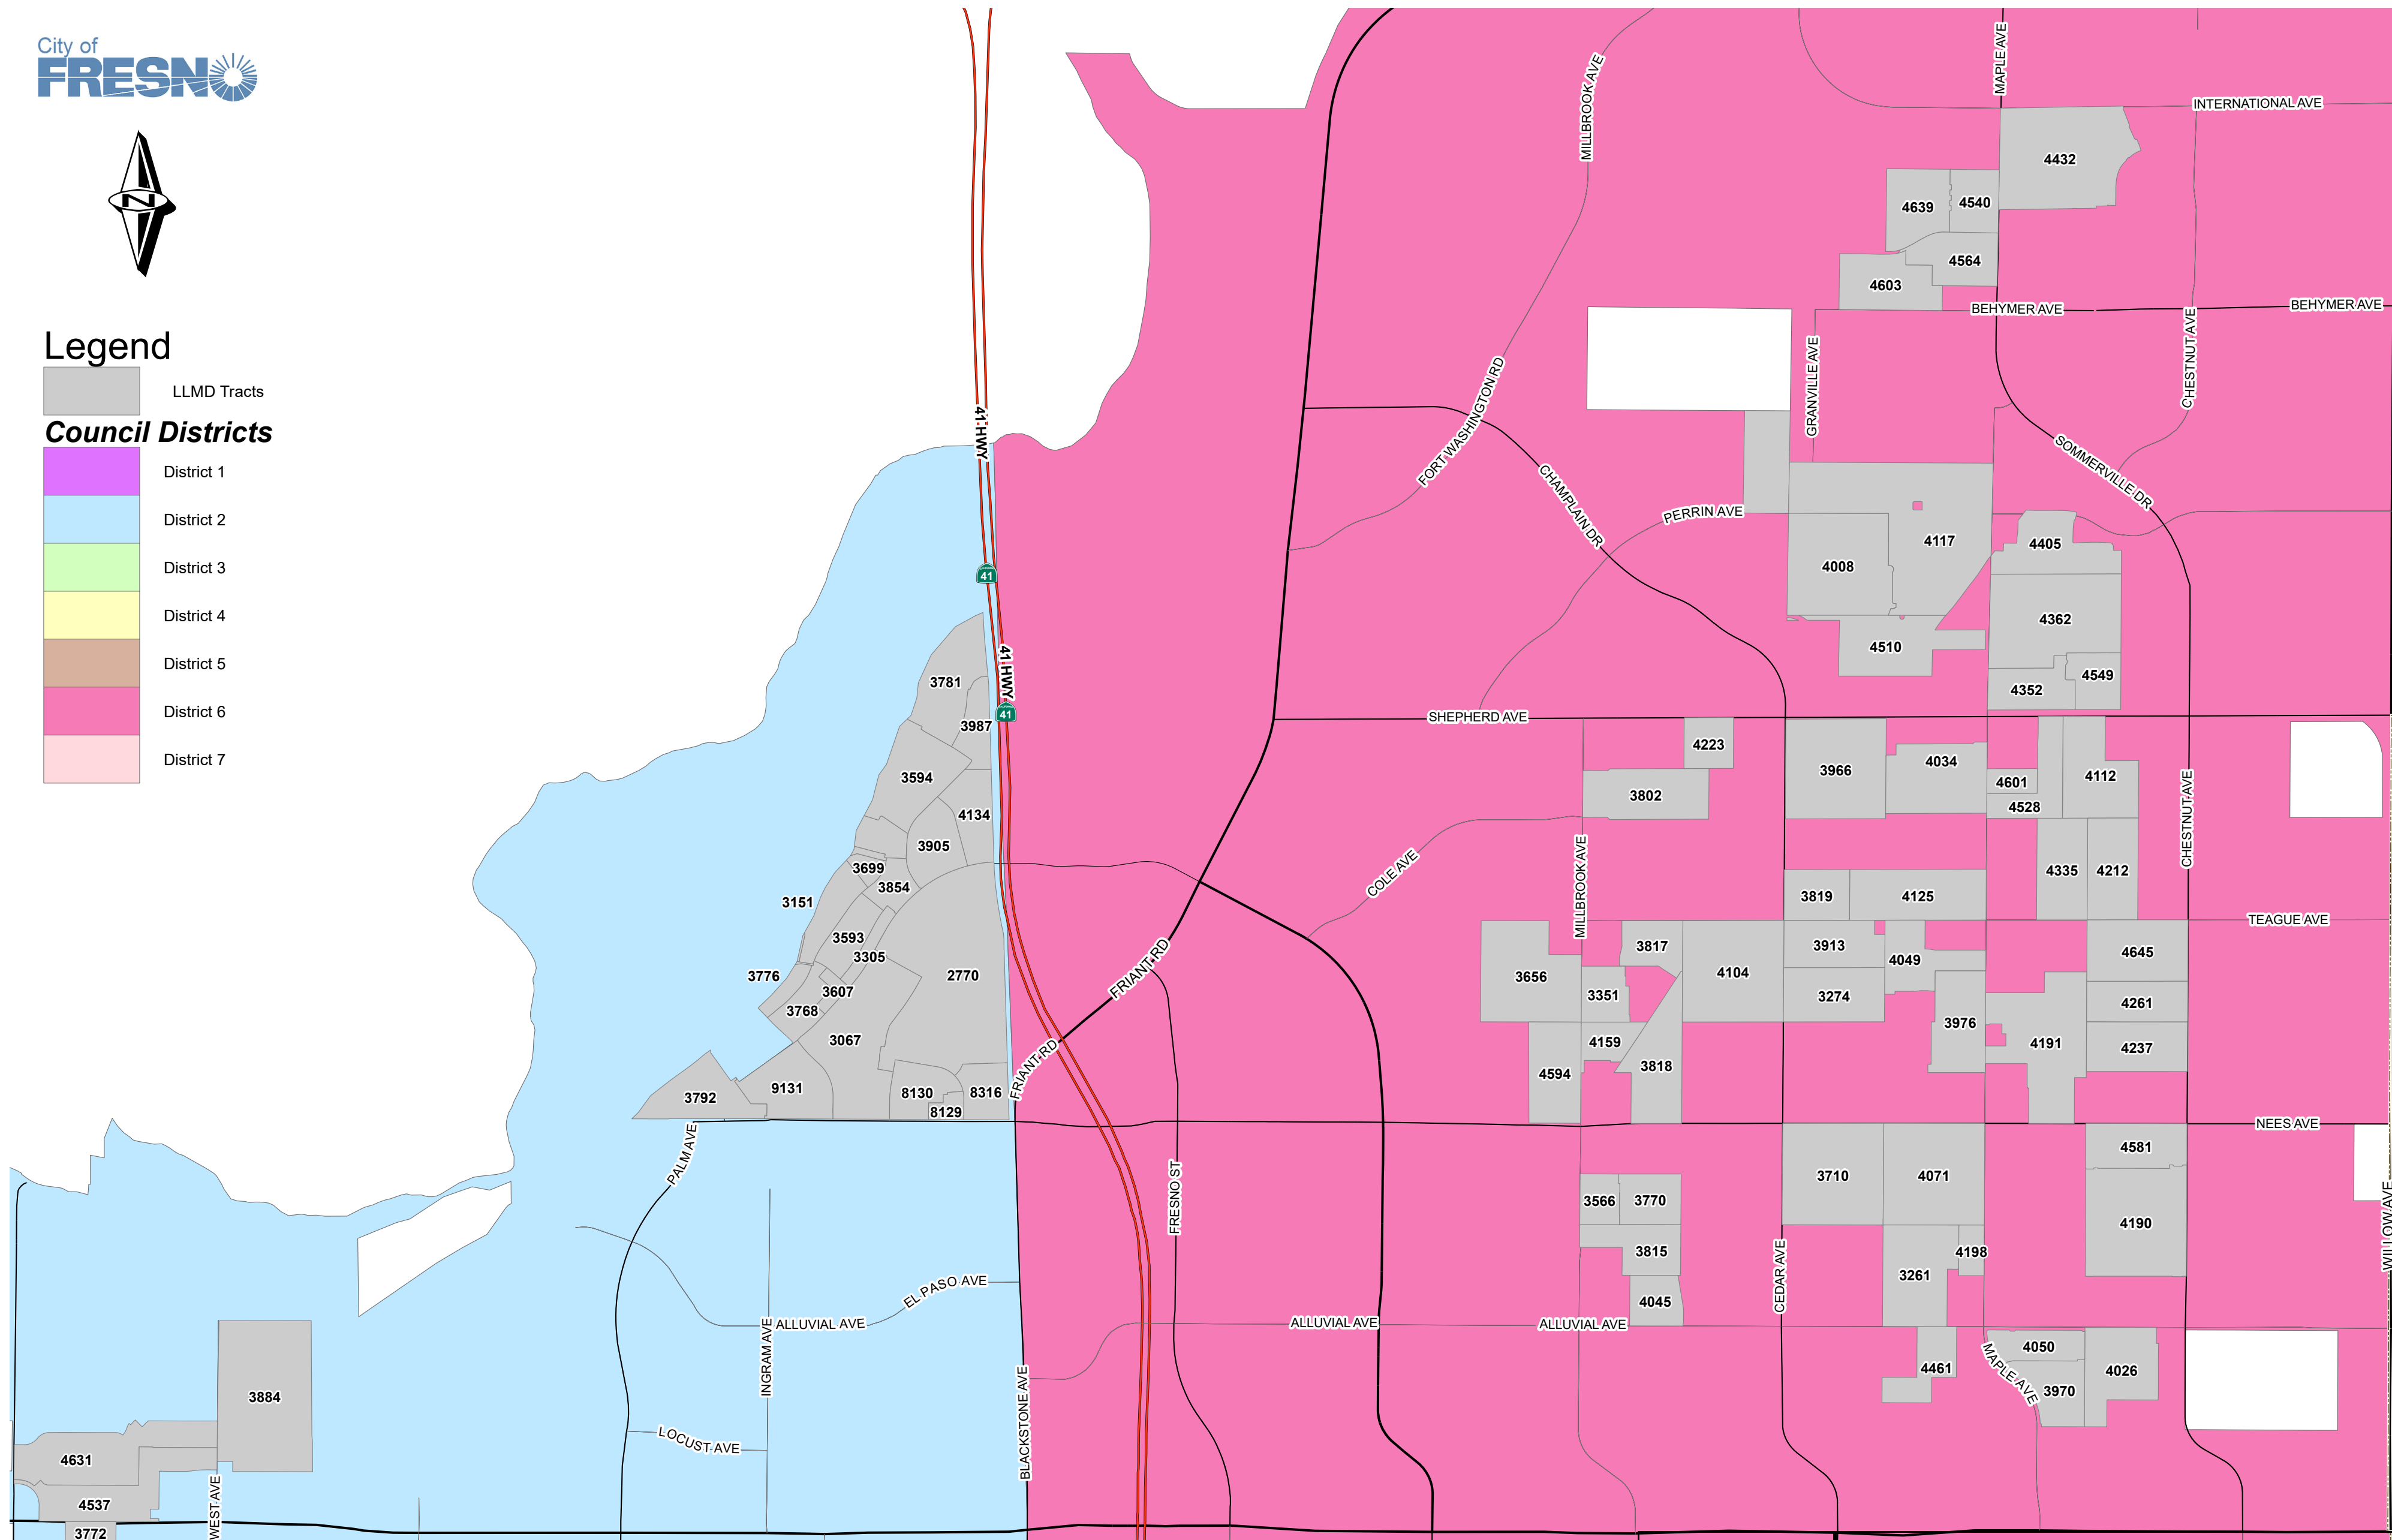 City of
FRESNO
N
Legend
LLMD Tracts
Council Districts
District 1
District 2
District 3
District 4
District 5
District 6
District 7
MAPLE AVE
MILLBROOK AVE
INTERNATIONAL AVE
4432
4639
4540
4564
4603
BEHYMER AVE
BEHYMER AVE
GRANVILLE AVE
CHESTNUT AVE
FORT WASHINGTON RD
41 HWY
CHAMPLAIN DR
SOMMERVILLE DR
PERRIN AVE
4117
4405
4008
41
4362
4510
41 HWY
3781
4549
4352
41
3987
SHEPHERD AVE
4223
3594
3966
4034
4601
4112
3802
4528
4134
CHESTNUT AVE
3905
MILLBROOK AVE
3699
COLE AVE
3854
4335
4212
3151
3819
4125
TEAGUE AVE
3593
3305
3817
3913
4645
4049
FRIANT RD
3776
2770
3656
4104
3607
3351
3274
4261
3768
3976
3067
4159
4191
4237
FRIANT RD
3818
4594
9131
8130
8316
3792
8129
NEES AVE
PALM AVE
4581
FRESNO ST
3710
4071
3566
3770
4190
WILLOW AVE
3815
4198
CEDAR AVE
3261
EL PASO AVE
4045
ALLUVIAL AVE
ALLUVIAL AVE
ALLUVIAL AVE
INGRAM AVE
4050
MAPLE AVE
4461
4026
3884
3970
BLACKSTONE AVE
LOCUST AVE
4631
4537
WEST AVE
3772